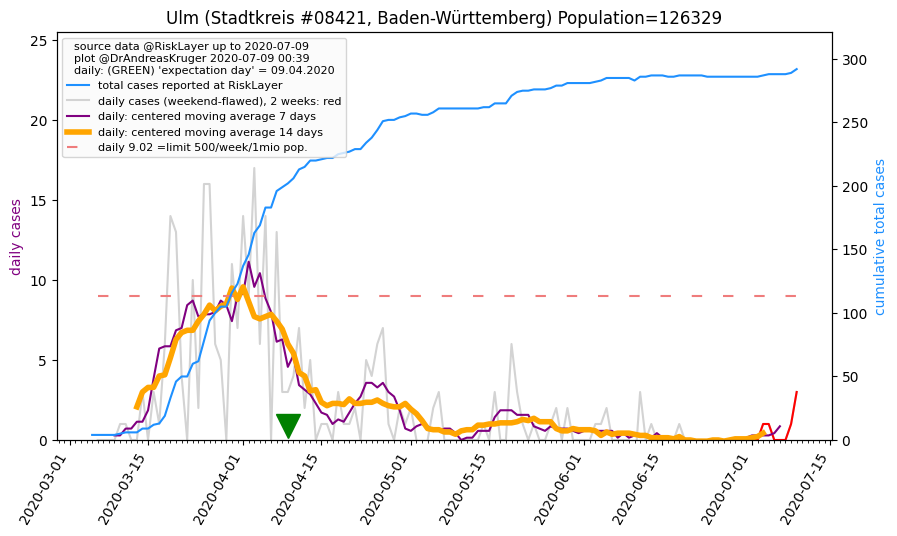 Ulm (Stadtkreis #08421, Baden-Württemberg) Population=126329
source data @RiskLayer up to 2020-07-09
plot @DrAndreasKruger 2020-07-09 00:39
daily: (GREEN) 'expectation day' = 09.04.2020
total cases reported at RiskLayer
daily cases (weekend-flawed), 2 weeks: red
daily: centered moving average 7 days
daily: centered moving average 14 days
daily 9.02 =limit 500/week/1mio pop.
daily cases
25
20
15
10
5
0
cumulative total cases
300
250
200
150
100
50
0
2020-03-01
2020-03-15
2020-04-01
2020-04-15
2020-05-01
2020-05-15
2020-06-01
2020-06-15
2020-07-01
2020-07-15